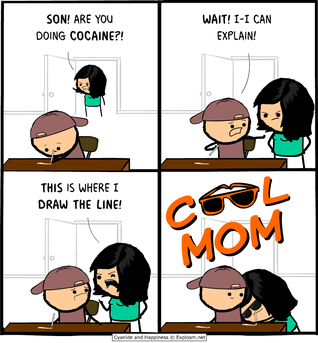 SON! ARE YOU
DOING COCAINE?!
WAIT! I-I CAN
EXPLAIN!
THIS IS WHERE I
DRAW THE LINE!
COOL
MOM
Cyanide and Happiness © Explosm.net